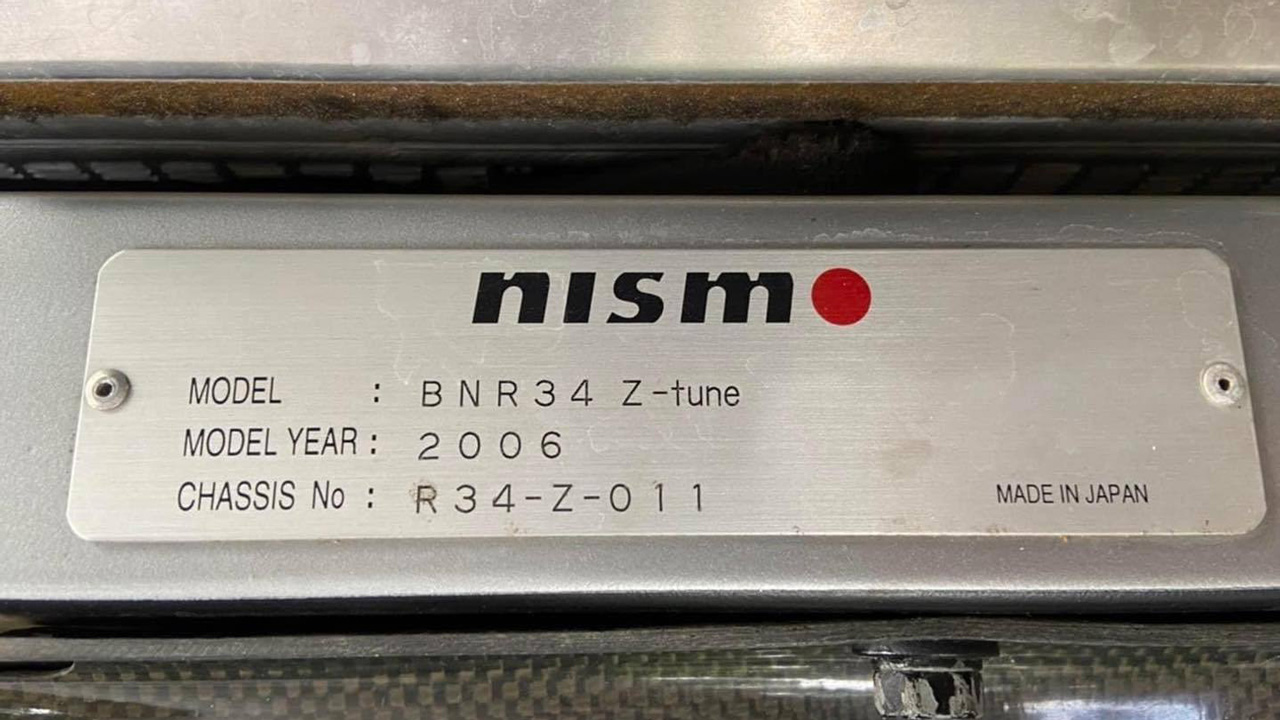 nismo
MODEL : BNR34 Z-tune
MODEL YEAR : 2006
CHASSIS No : R34-Z-011
MADE IN JAPAN